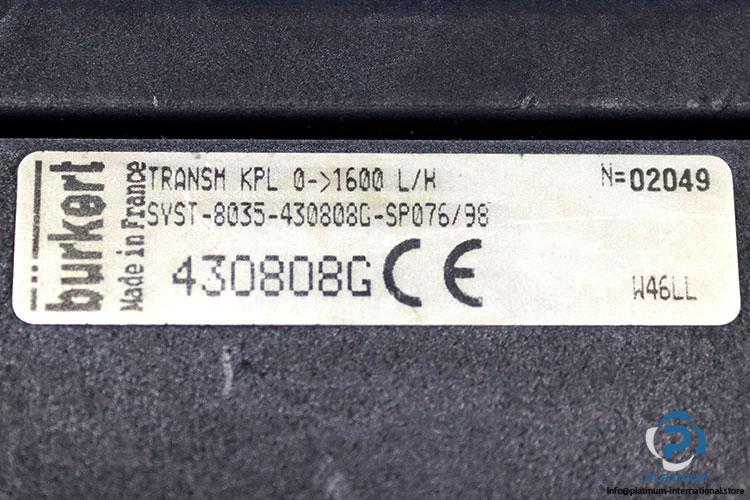 burkert
Made in France
TRANSM KPL 0->1600 L/H
N=02049
SYST-8035-430808G-SP076/98
430808G CE
W46LL
PLATINUM
info@platinum-international.store